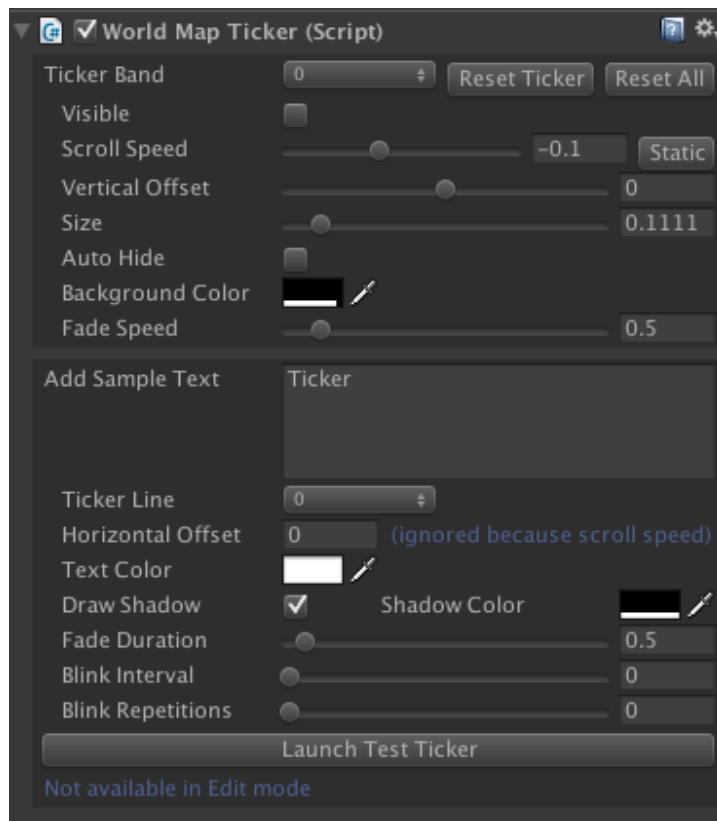 World Map Ticker (Script)
Ticker Band 0 Reset Ticker Reset All
Visible
Scroll Speed -0.1 Static
Vertical Offset 0
Size 0.1111
Auto Hide
Background Color
Fade Speed 0.5
Add Sample Text Ticker
Ticker Line 0
Horizontal Offset 0 (ignored because scroll speed)
Text Color
Draw Shadow Shadow Color
Fade Duration 0.5
Blink Interval 0
Blink Repetitions 0
Launch Test Ticker
Not available in Edit mode